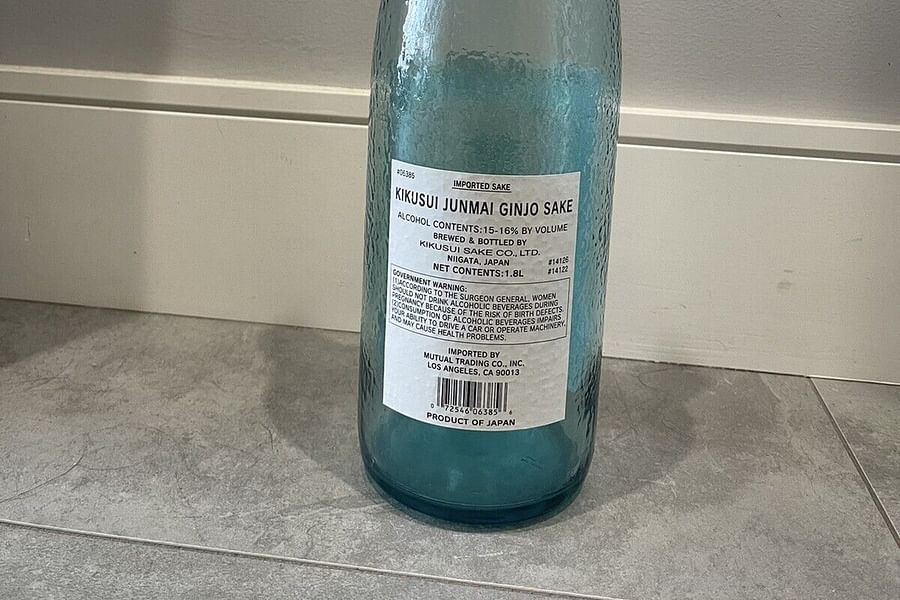 #06385
IMPORTED SAKE
KIKUSUI JUNMAI GINJO SAKE
ALCOHOL CONTENTS:15-16% BY VOLUME
BREWED & BOTTLED BY
KIKUSUI SAKE CO., LTD.
NIIGATA, JAPAN #14126
NET CONTENTS:1.8L #14122
GOVERNMENT WARNING:
(1)ACCORDING TO THE SURGEON GENERAL, WOMEN
SHOULD NOT DRINK ALCOHOLIC BEVERAGES DURING
PREGNANCY BECAUSE OF THE RISK OF BIRTH DEFECTS.
(2)CONSUMPTION OF ALCOHOLIC BEVERAGES IMPAIRS
YOUR ABILITY TO DRIVE A CAR OR OPERATE MACHINERY,
AND MAY CAUSE HEALTH PROBLEMS.
IMPORTED BY
MUTUAL TRADING CO., INC.
LOS ANGELES, CA 90013
0 72546 06385 6
PRODUCT OF JAPAN